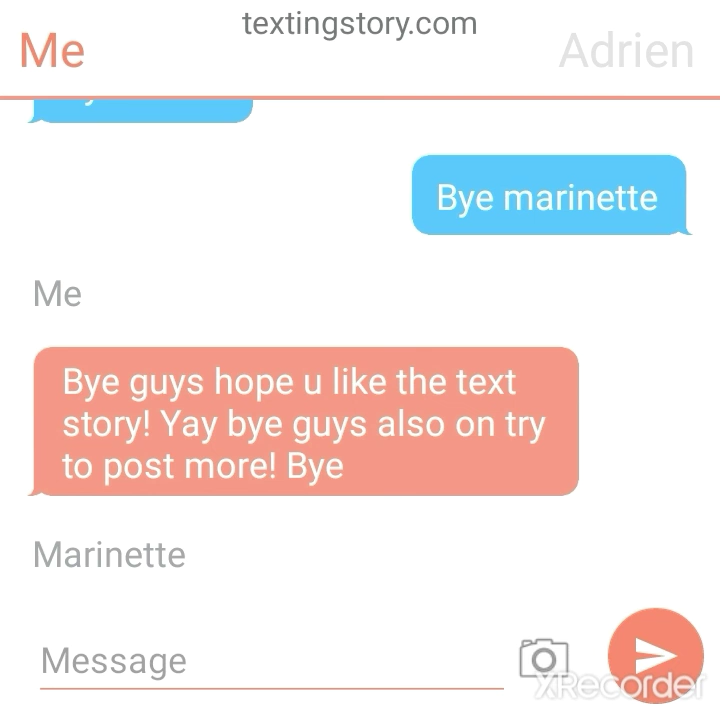 textingstory.com
Me
Adrien
Bye marinette
Me
Bye guys hope u like the text
story! Yay bye guys also on try
to post more! Bye
Marinette
Message
XRecorder